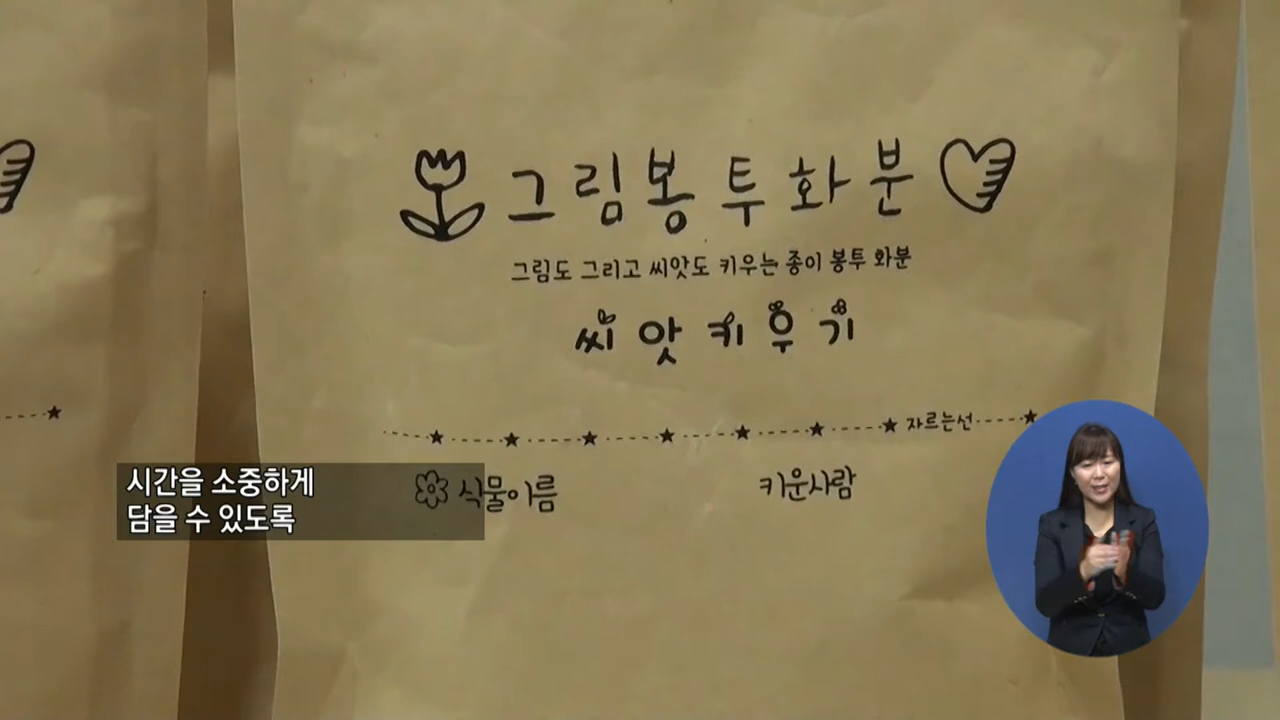 그림봉투화분
그림도 그리고 씨앗도 키우는 종이 봉투 화분
씨앗키우기
자르는선
식물이름
키운사람
시간을 소중하게
담을 수 있도록